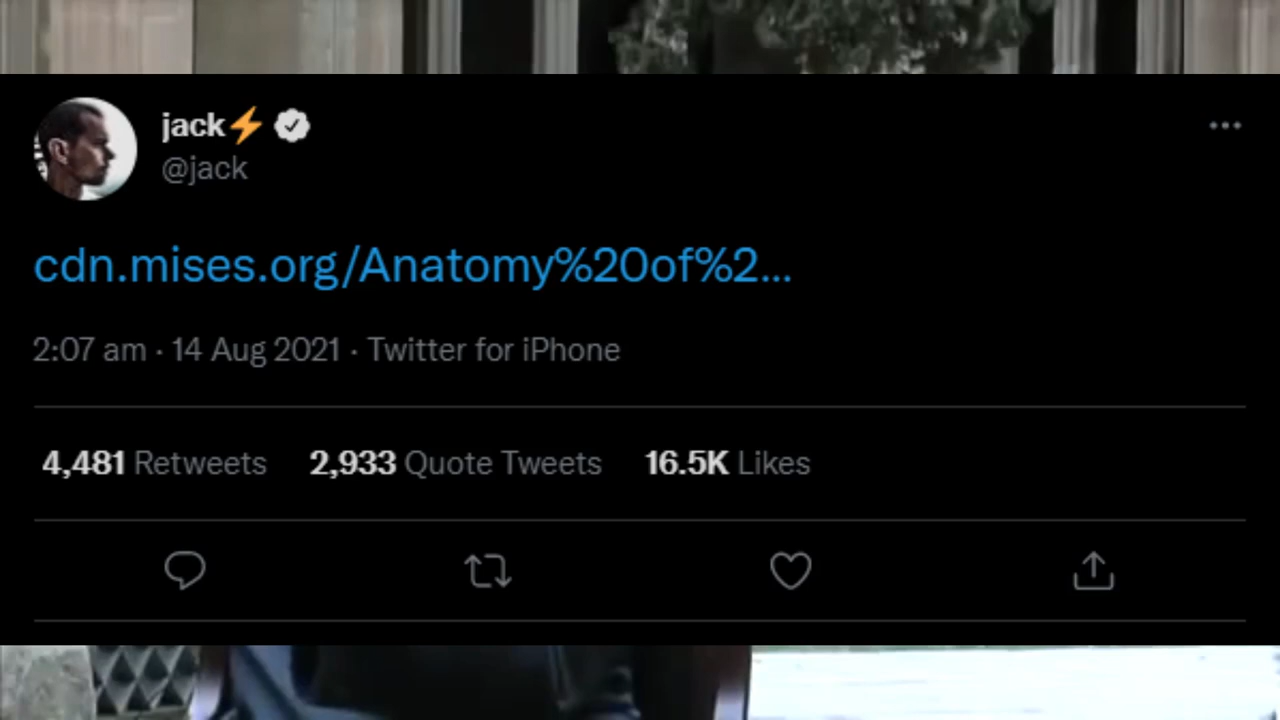 jack⚡
@jack
cdn.mises.org/Anatomy%20of%2...
2:07 am · 14 Aug 2021 · Twitter for iPhone
4,481 Retweets 2,933 Quote Tweets 16.5K Likes